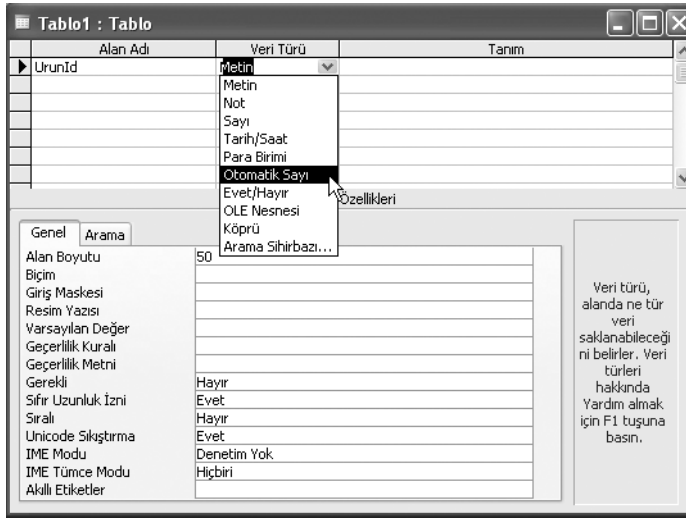 Tablo1 : Tablo
Alan Adı Veri Türü Tanım
UrunId Metin
Metin
Not
Sayı
Tarih/Saat
Para Birimi
Otomatik Sayı
Evet/Hayır
OLE Nesnesi
Köprü
Arama Sihirbazı...
Özellikleri
Genel Arama
Alan Boyutu 50
Biçim
Giriş Maskesi
Resim Yazısı
Varsayılan Değer
Geçerlilik Kuralı
Geçerlilik Metni
Gerekli Hayır
Sıfır Uzunluk İzni Evet
Sıralı Hayır
Unicode Sıkıştırma Evet
IME Modu Denetim Yok
IME Tümce Modu Hiçbiri
Akıllı Etiketler
Veri türü,
alanda ne tür
veri
saklanabileceği
ni belirler. Veri
türleri
hakkında
Yardım almak
için F1 tuşuna
basın.